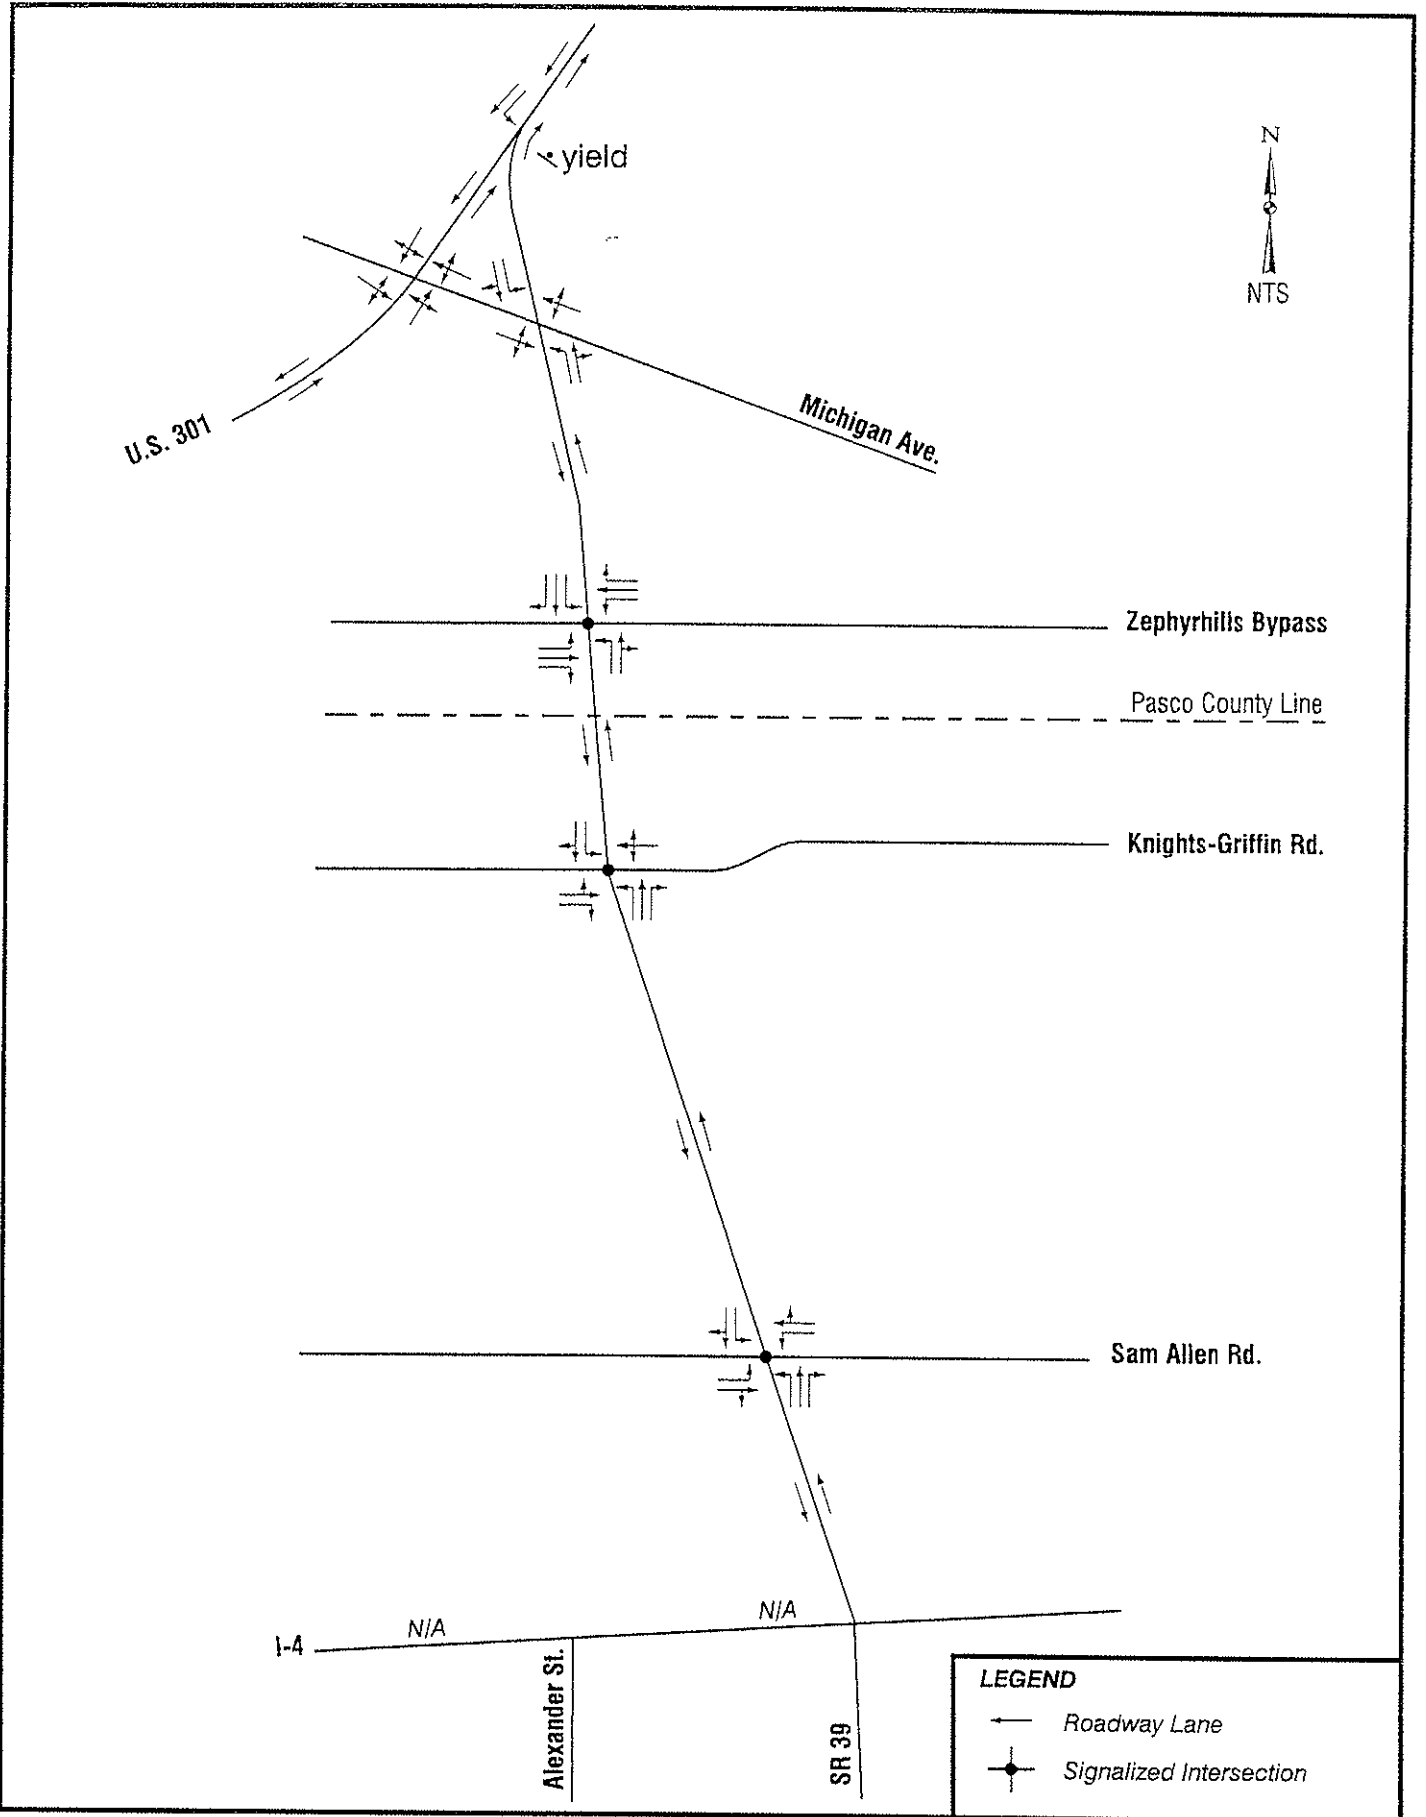 yield
N
NTS
U.S. 301
Michigan Ave.
Zephyrhills Bypass
Pasco County Line
Knights-Griffin Rd.
Sam Allen Rd.
N/A
N/A
I-4
Alexander St.
SR 39
LEGEND
Roadway Lane
Signalized Intersection